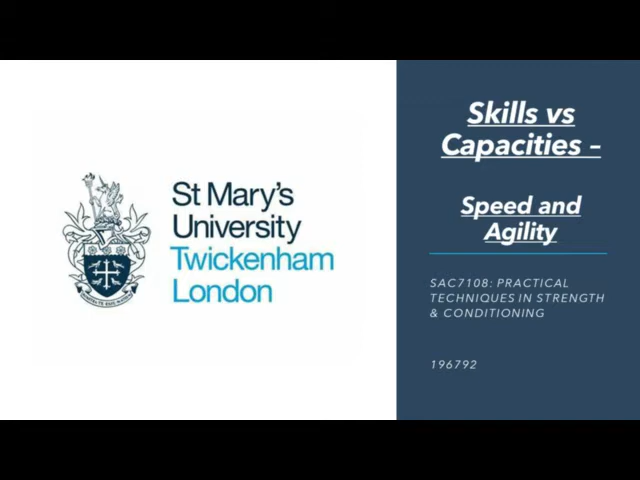 St Mary's
University
Twickenham
London
Skills vs
Capacities –
Speed and
Agility
SAC7108: PRACTICAL
TECHNIQUES IN STRENGTH
& CONDITIONING
196792